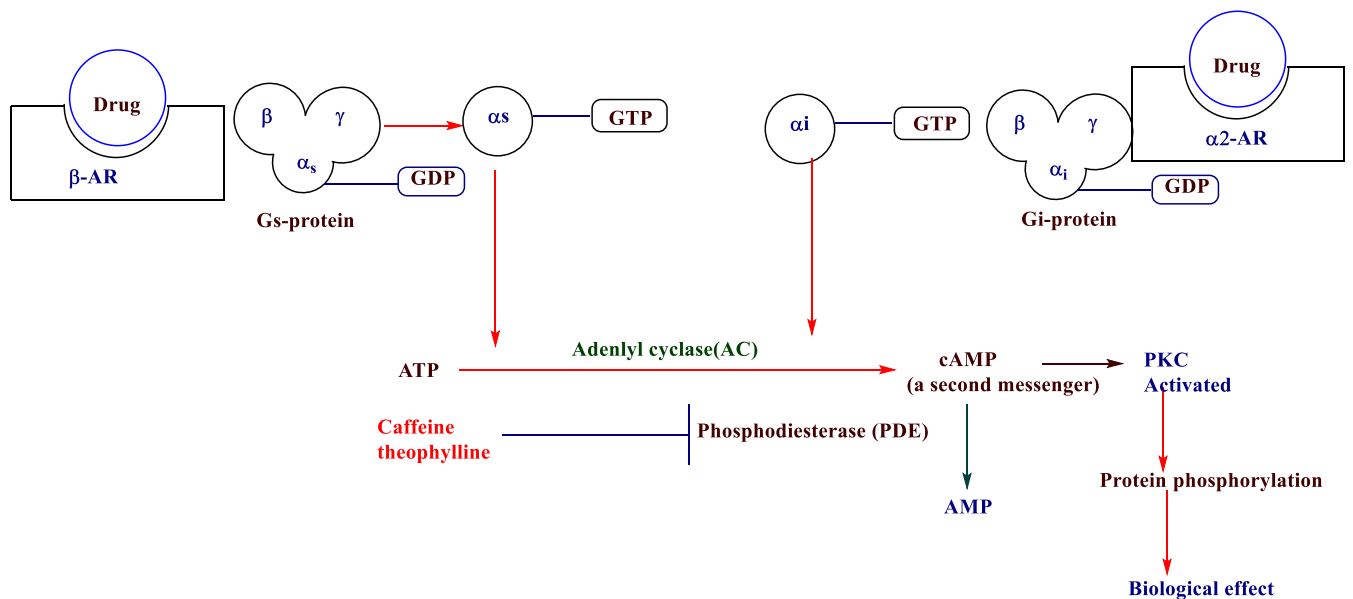 Drug
β-AR
β
γ
αs
GDP
Gs-protein
αs
GTP
αi
GTP
β
γ
αi
GDP
Gi-protein
Drug
α2-AR
ATP
Adenlyl cyclase(AC)
cAMP
(a second messenger)
PKC
Activated
Caffeine
theophylline
Phosphodiesterase (PDE)
AMP
Protein phosphorylation
Biological effect